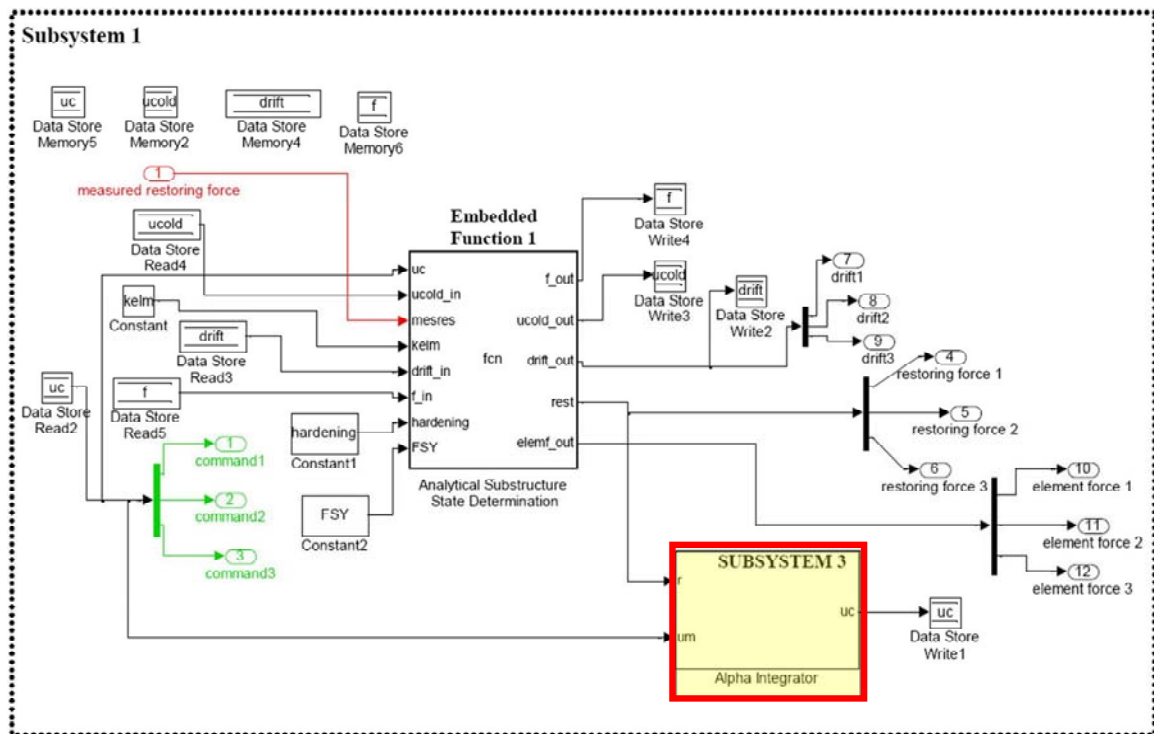 Subsystem 1
uc
Data Store
Memory5
ucold
Data Store
Memory2
drift
Data Store
Memory4
f
Data Store
Memory6
1
measured restoring force
ucold
Data Store
Read4
kelm
Constant
drift
Data Store
Read3
uc
Data Store
Read2
f
Data Store
Read5
hardening
Constant1
FSY
Constant2
1
command1
2
command2
3
command3
Embedded
Function 1
uc
ucold_in
mesres
kelm
drift_in
f_in
hardening
FSY
fcn
f_out
ucold_out
drift_out
rest
elemf_out
Analytical Substructure
State Determination
f
Data Store
Write4
ucold
Data Store
Write3
drift
Data Store
Write2
7
drift1
8
drift2
9
drift3
4
restoring force 1
5
restoring force 2
6
restoring force 3
10
element force 1
11
element force 2
12
element force 3
SUBSYSTEM 3
r
um
uc
Alpha Integrator
uc
Data Store
Write1